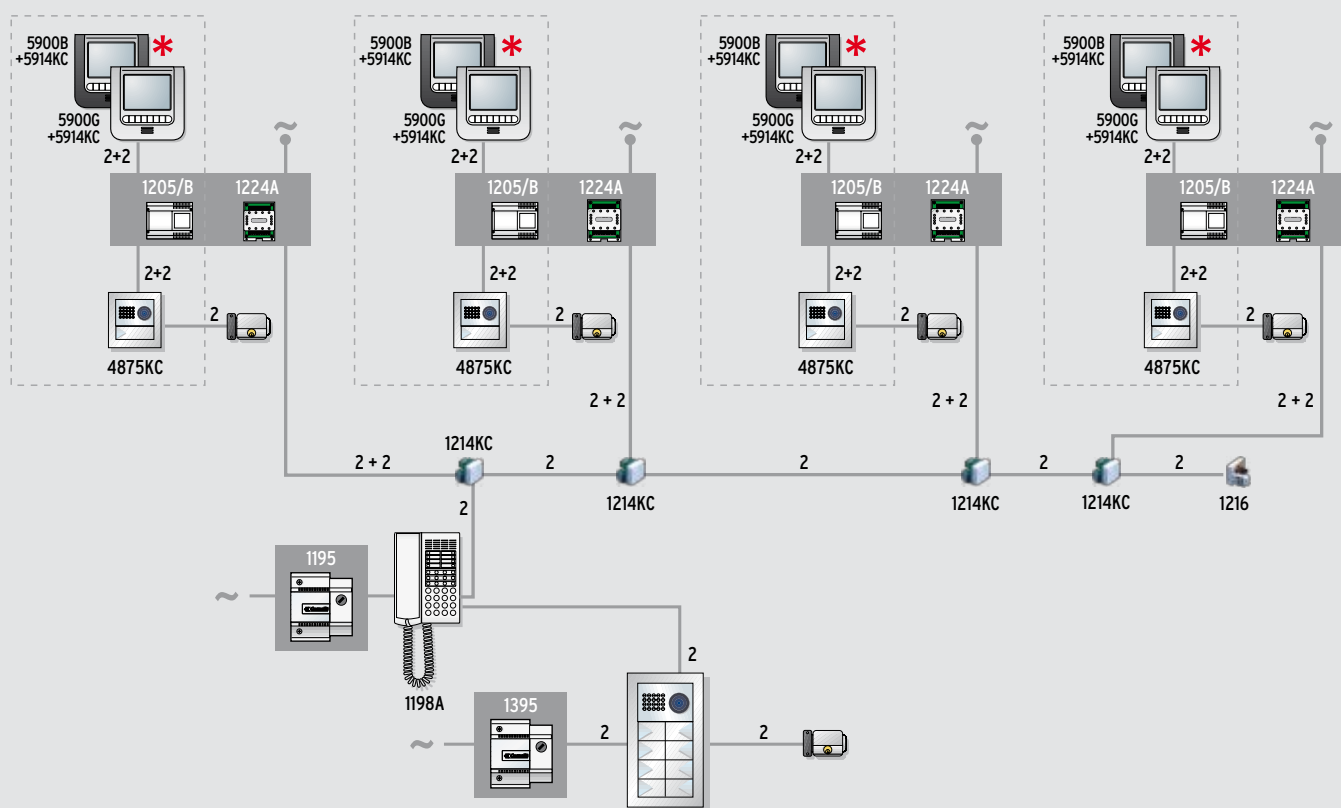 5900B
+5914KC
*
5900B
+5914KC
*
5900B
+5914KC
*
5900B
+5914KC
*
5900G
+5914KC
5900G
+5914KC
5900G
+5914KC
5900G
+5914KC
~
~
~
~
2+2
2+2
2+2
2+2
1205/B
1224A
1205/B
1224A
1205/B
1224A
1205/B
1224A
2+2
2+2
2+2
2+2
2
2
2
2
4875KC
4875KC
4875KC
4875KC
2 + 2
2 + 2
2 + 2
1214KC
2 + 2
2
2
2
2
1214KC
1214KC
1214KC
1216
2
1195
~
2
1198A
1395
~
2
2